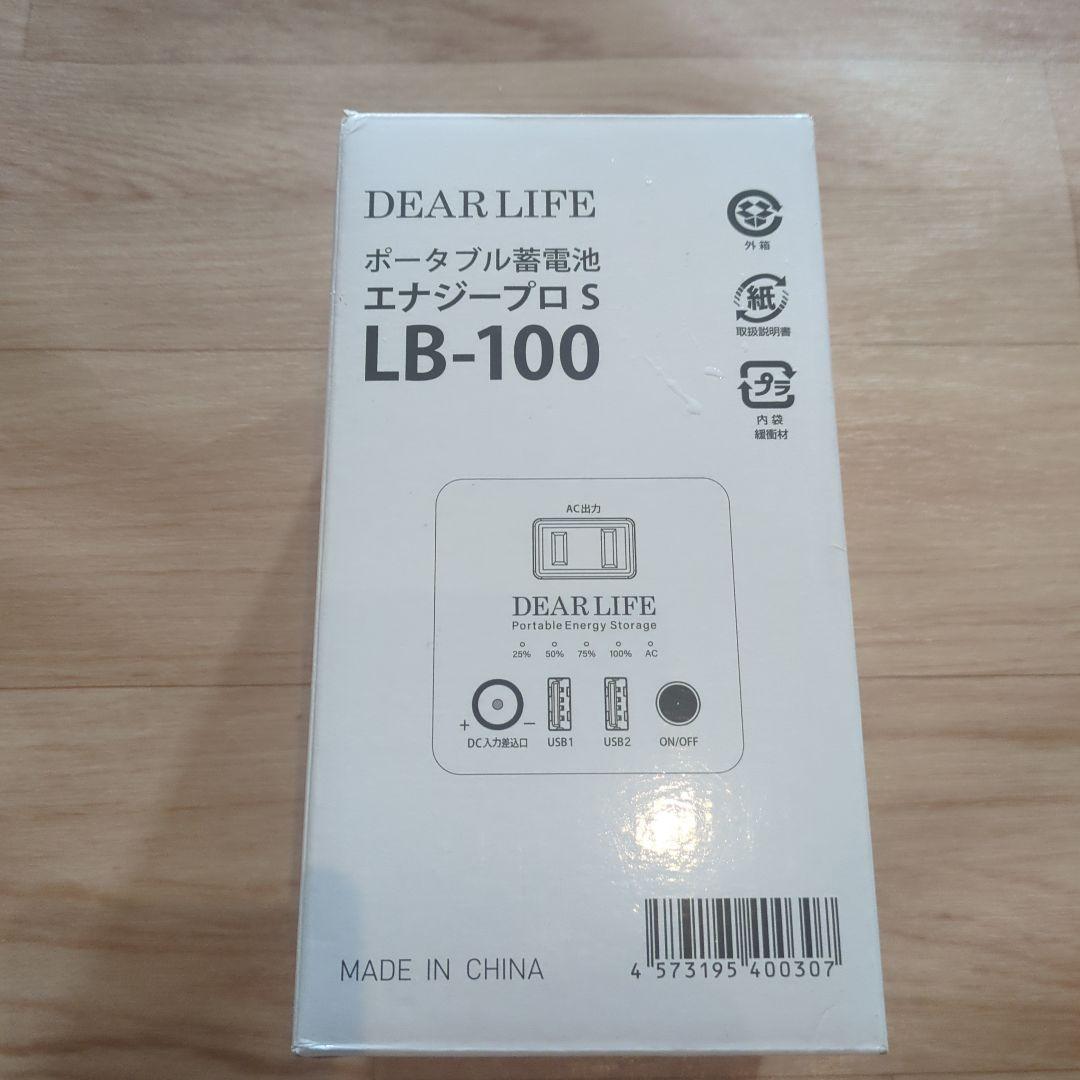 DEAR LIFE
ポータブル蓄電池
エナジープロ S
LB-100
外箱
紙
取扱説明書
プラ
内袋
緩衝材
AC出力
DEAR LIFE
Portable Energy Storage
25% 50% 75% 100% AC
+ −
DC入力差込口 USB1 USB2 ON/OFF
MADE IN CHINA
4 573195 400307